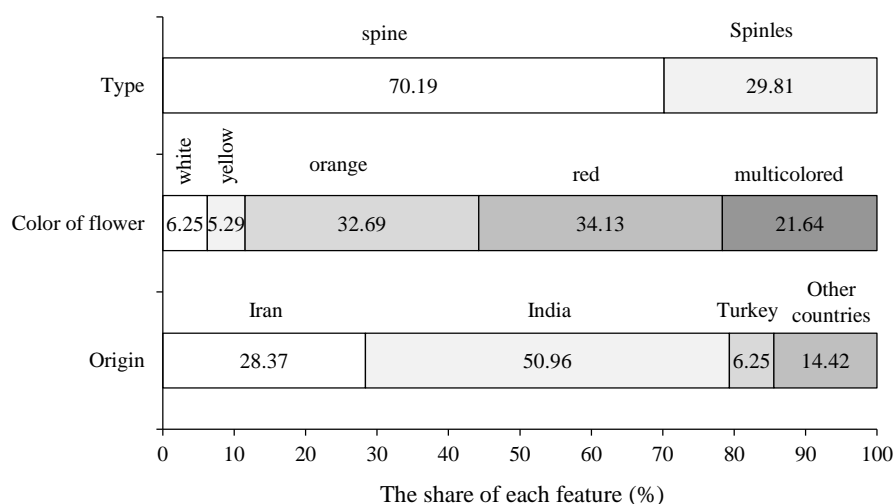 spine Spinles
Type 70.19 29.81
white yellow orange red multicolored
Color of flower 6.25 5.29 32.69 34.13 21.64
Iran India Turkey Other countries
Origin 28.37 50.96 6.25 14.42
0 10 20 30 40 50 60 70 80 90 100
The share of each feature (%)